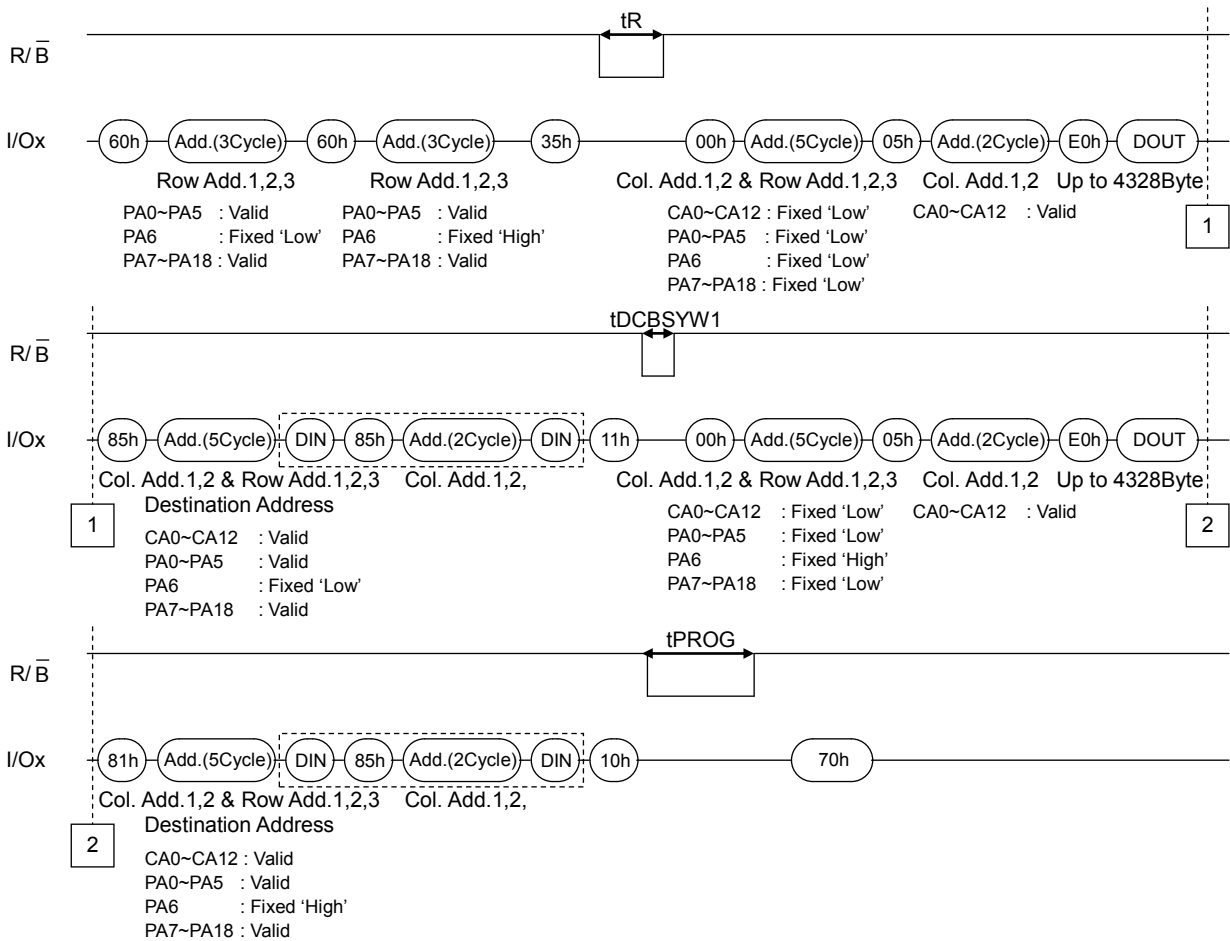 tR
R/B̅
I/Ox 60h Add.(3Cycle) 60h Add.(3Cycle) 35h 00h Add.(5Cycle) 05h Add.(2Cycle) E0h DOUT
Row Add.1,2,3 Row Add.1,2,3 Col. Add.1,2 & Row Add.1,2,3 Col. Add.1,2 Up to 4328Byte
PA0~PA5 : Valid PA0~PA5 : Valid CA0~CA12 : Fixed ‘Low’ CA0~CA12 : Valid
PA6 : Fixed ‘Low’ PA6 : Fixed ‘High’ PA0~PA5 : Fixed ‘Low’ 1
PA7~PA18 : Valid PA7~PA18 : Valid PA6 : Fixed ‘Low’
PA7~PA18 : Fixed ‘Low’
tDCBSYW1
R/B̅
I/Ox 85h Add.(5Cycle) DIN 85h Add.(2Cycle) DIN 11h 00h Add.(5Cycle) 05h Add.(2Cycle) E0h DOUT
Col. Add.1,2 & Row Add.1,2,3 Col. Add.1,2, Col. Add.1,2 & Row Add.1,2,3 Col. Add.1,2 Up to 4328Byte
1 Destination Address CA0~CA12 : Fixed ‘Low’ CA0~CA12 : Valid 2
CA0~CA12 : Valid PA0~PA5 : Fixed ‘Low’
PA0~PA5 : Valid PA6 : Fixed ‘High’
PA6 : Fixed ‘Low’ PA7~PA18 : Fixed ‘Low’
PA7~PA18 : Valid
tPROG
R/B̅
I/Ox 81h Add.(5Cycle) DIN 85h Add.(2Cycle) DIN 10h 70h
Col. Add.1,2 & Row Add.1,2,3 Col. Add.1,2,
2 Destination Address
CA0~CA12 : Valid
PA0~PA5 : Valid
PA6 : Fixed ‘High’
PA7~PA18 : Valid